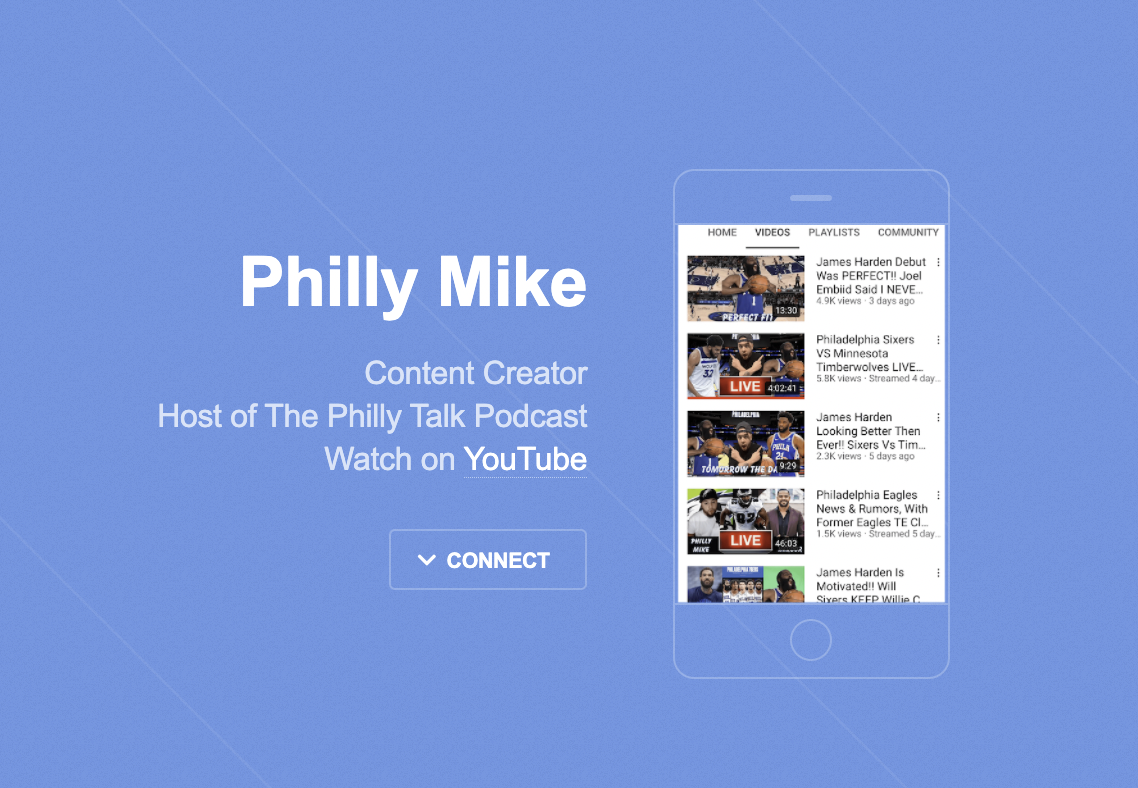 Philly Mike
Content Creator
Host of The Philly Talk Podcast
Watch on YouTube
CONNECT
HOME VIDEOS PLAYLISTS COMMUNITY
PERFECT FIT
13:30
James Harden Debut
Was PERFECT!! Joel
Embiid Said I NEVE...
4.9K views · 3 days ago
LIVE
4:02:41
Philadelphia Sixers
VS Minnesota
Timberwolves LIVE...
5.8K views · Streamed 4 day...
PHILADELPHIA
TOMORROW THE DA
9:29
James Harden
Looking Better Then
Ever!! Sixers Vs Tim...
2.3K views · 5 days ago
PHILLY
MIKE
LIVE
46:03
Philadelphia Eagles
News & Rumors, With
Former Eagles TE Cl...
1.5K views · Streamed 5 day...
James Harden Is
Motivated!! Will
Sixers KEEP Willie C